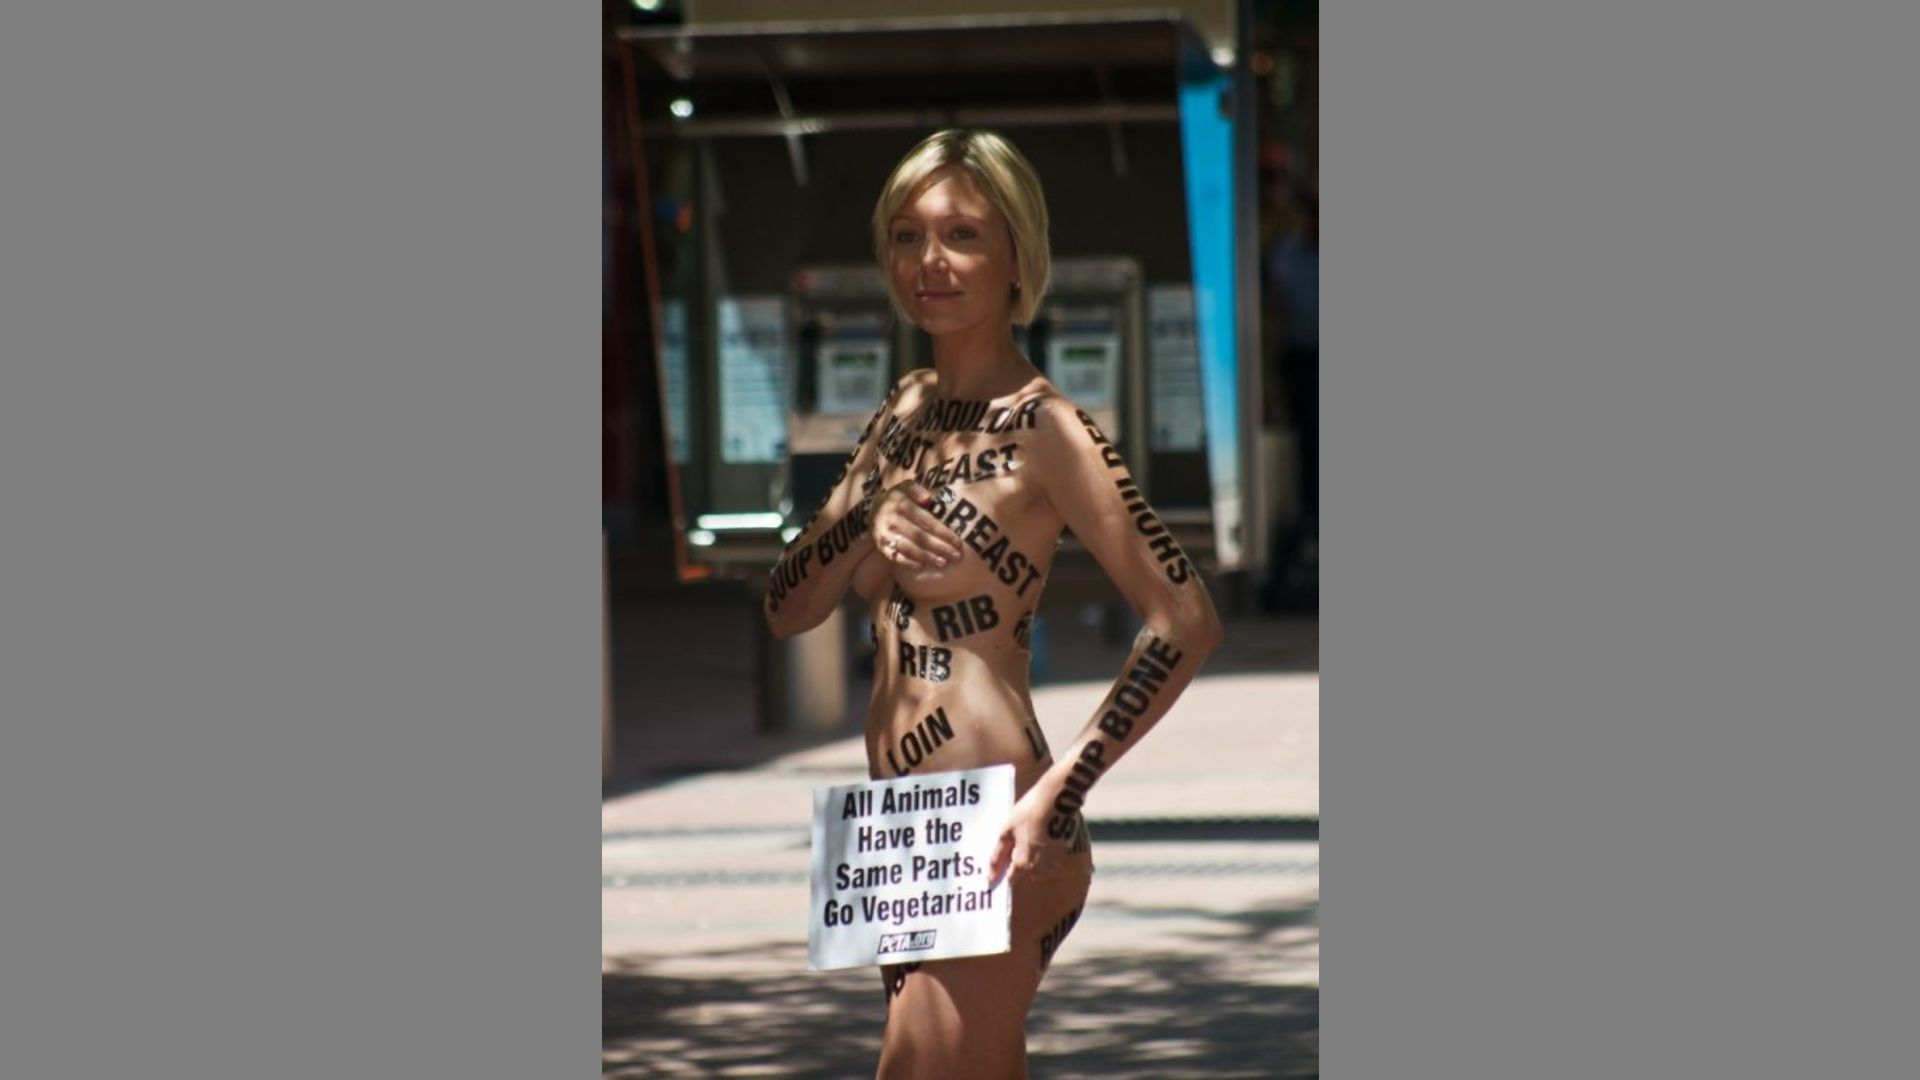 SHOULDER
BREAST
BREAST
SHOULDER
SOUP BONE
RIB
RIB
LOIN
SOUP BONE
All Animals
Have the
Same Parts.
Go Vegetarian
PETA.org